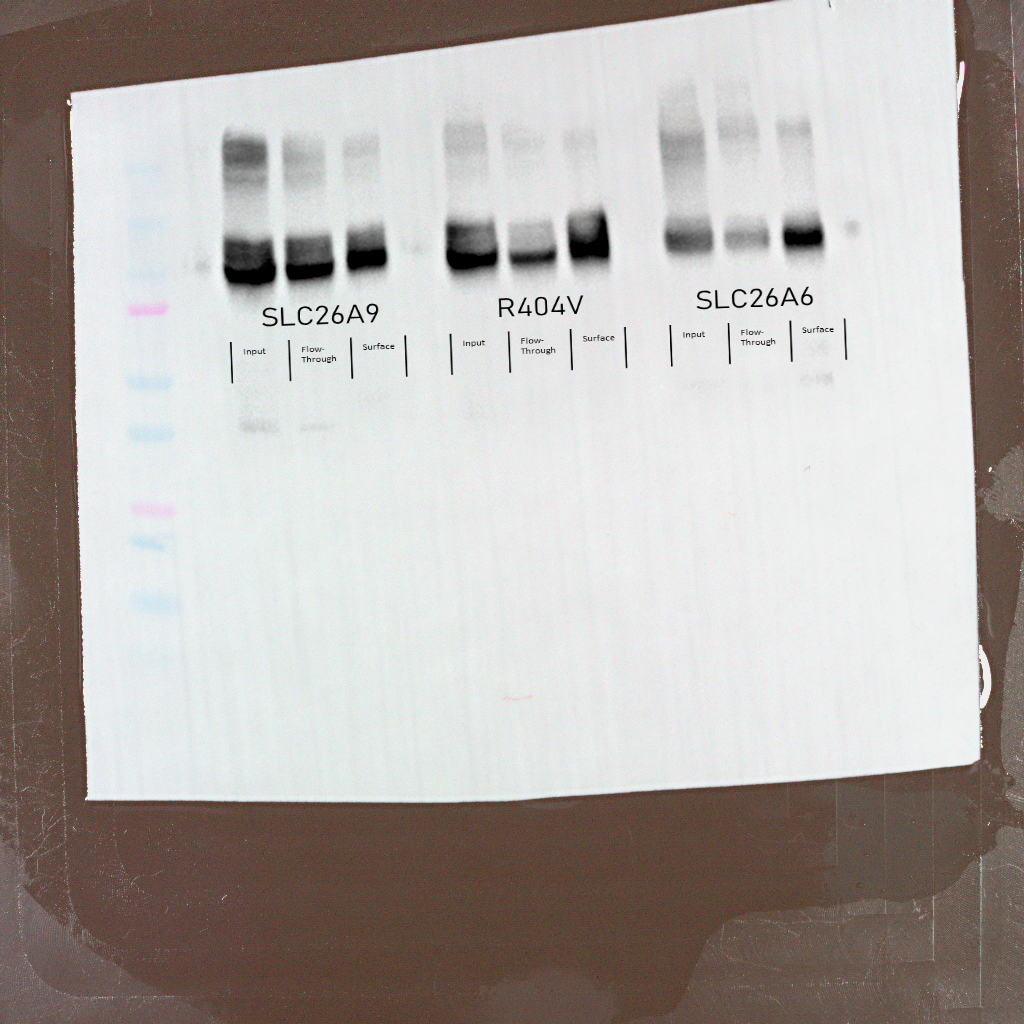 SLC26A9
R404V
SLC26A6
Input
Flow-
Through
Surface
Input
Flow-
Through
Surface
Input
Flow-
Through
Surface